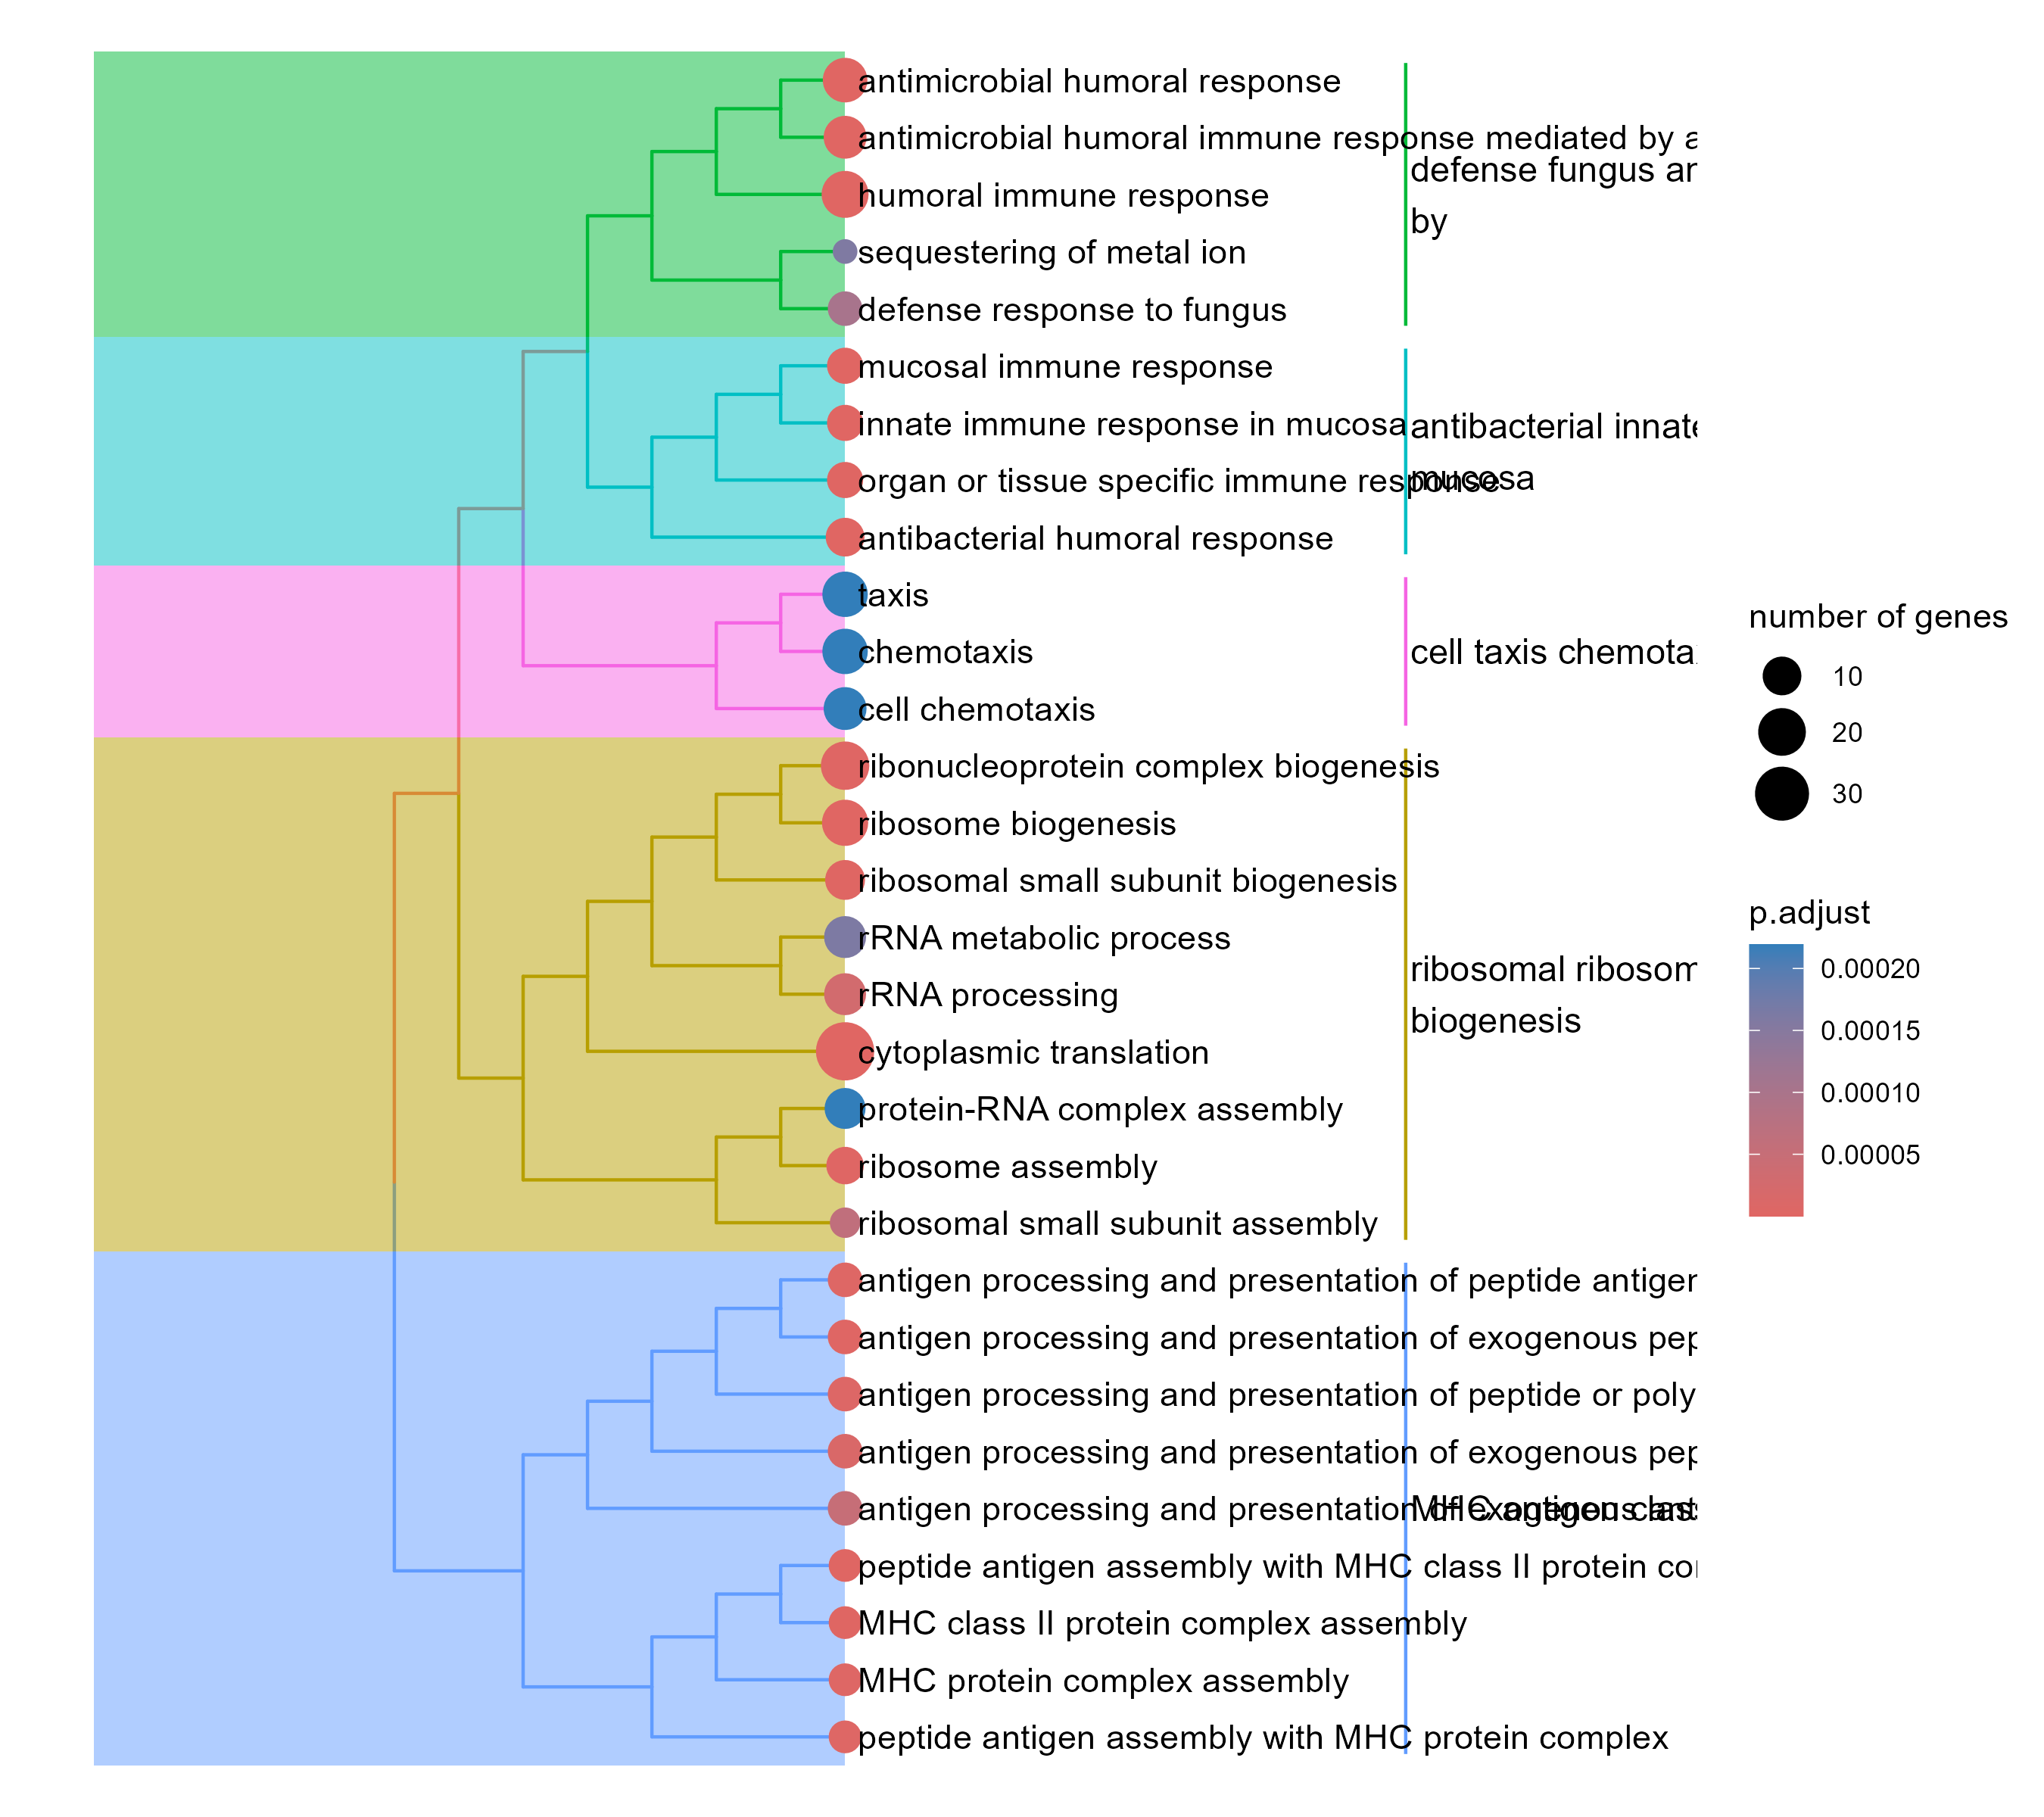 antimicrobial humoral response
antimicrobial humoral immune response mediated by a
humoral immune response
sequestering of metal ion
defense response to fungus
mucosal immune response
innate immune response in mucosa
organ or tissue specific immune response
antibacterial humoral response
taxis
chemotaxis
cell chemotaxis
ribonucleoprotein complex biogenesis
ribosome biogenesis
ribosomal small subunit biogenesis
rRNA metabolic process
rRNA processing
cytoplasmic translation
protein-RNA complex assembly
ribosome assembly
ribosomal small subunit assembly
antigen processing and presentation of peptide antiger
antigen processing and presentation of exogenous pep
antigen processing and presentation of peptide or poly
antigen processing and presentation of exogenous pep
antigen processing and presentation of exogenous
peptide antigen assembly with MHC class II protein co
MHC class II protein complex assembly
MHC protein complex assembly
peptide antigen assembly with MHC protein complex
defense fungus ar
by
antibacterial innate
mucosa
cell taxis chemota
ribosomal ribosom
biogenesis
MHC antigen class
number of genes
10
20
30
p.adjust
0.00020
0.00015
0.00010
0.00005